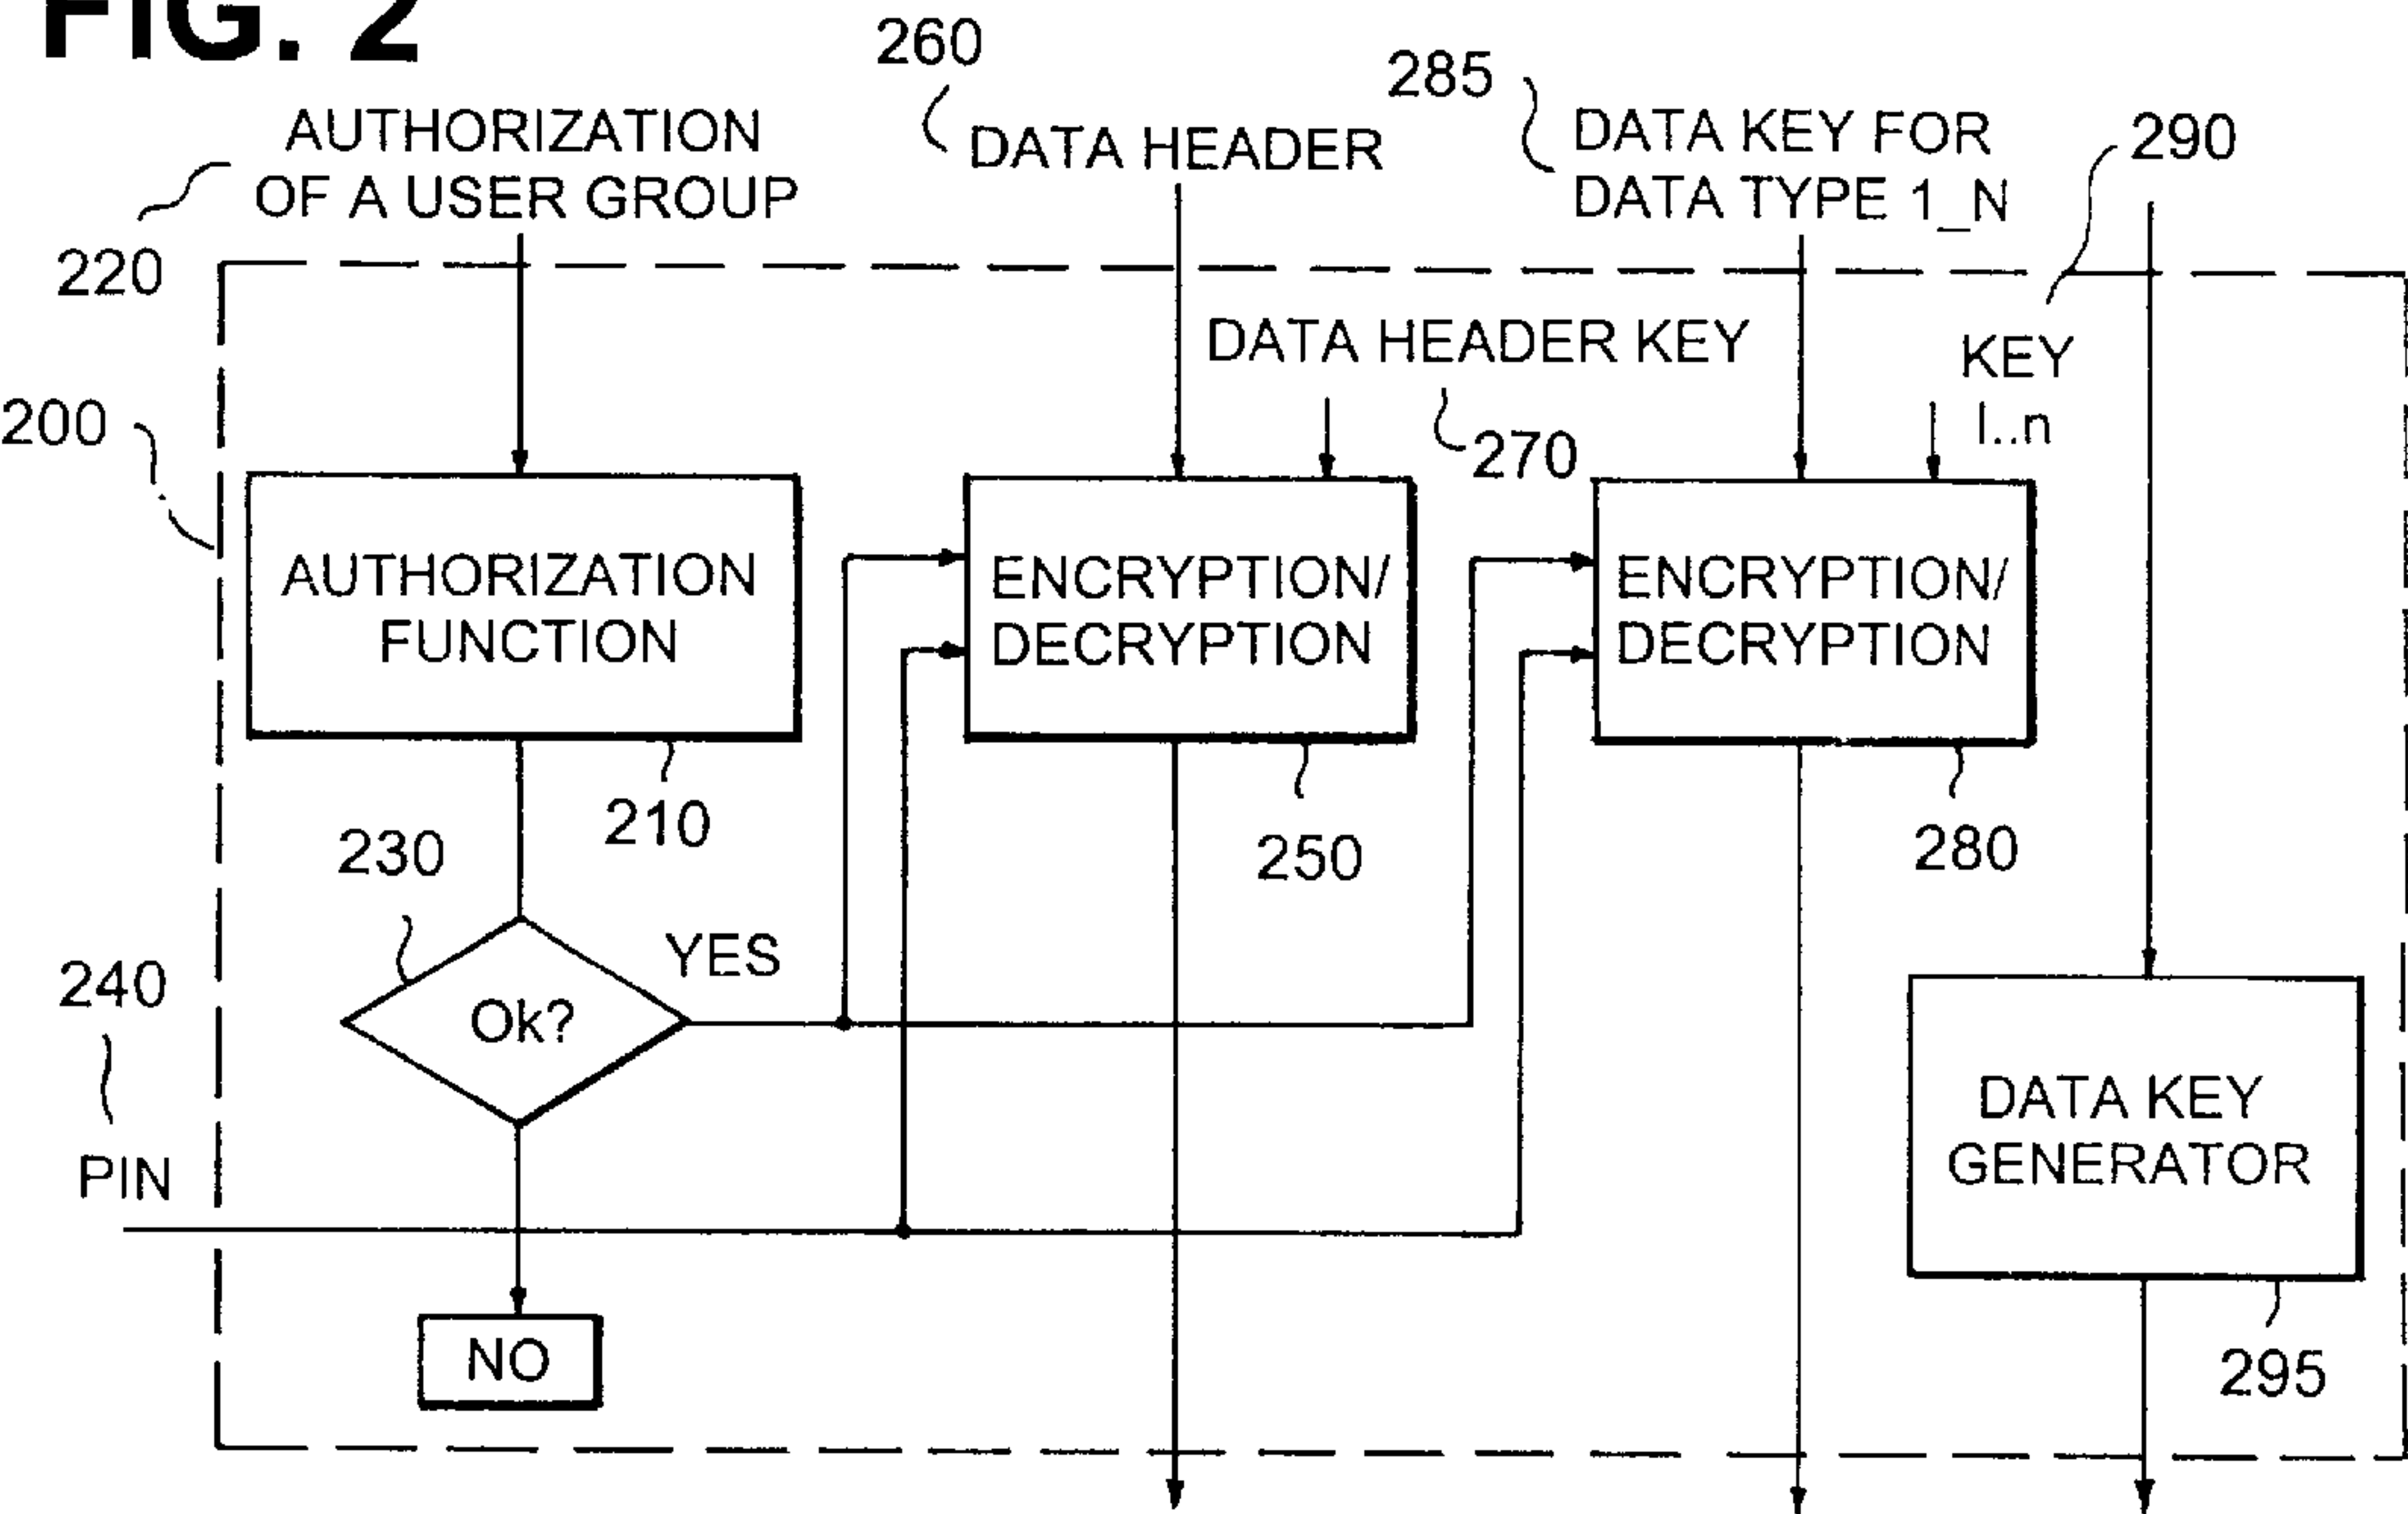 FIG. 2
260
285
AUTHORIZATION
OF A USER GROUP
DATA HEADER
DATA KEY FOR
DATA TYPE 1_N
290
220
DATA HEADER KEY
KEY
I..n
200
270
AUTHORIZATION
FUNCTION
ENCRYPTION/
DECRYPTION
ENCRYPTION/
DECRYPTION
210
230
250
280
YES
240
Ok?
DATA KEY
GENERATOR
PIN
NO
295